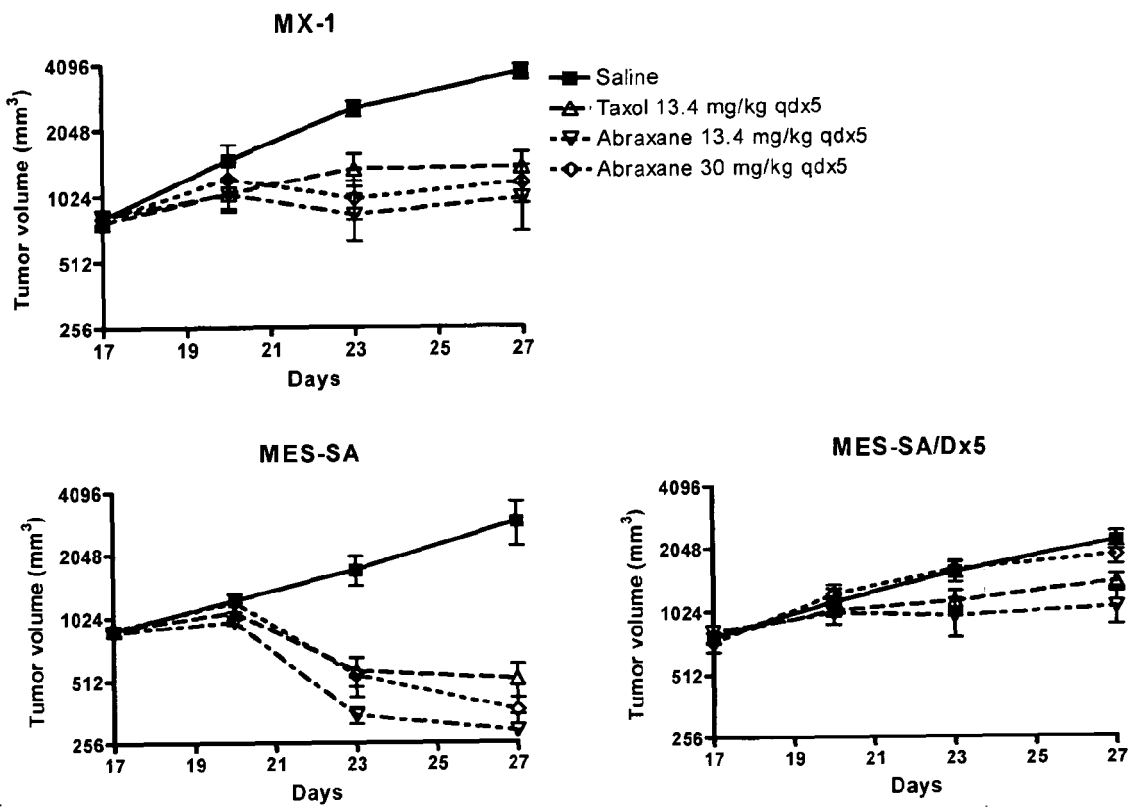 MX-1
Tumor volume (mm³)
4096
2048
1024
512
256
17 19 21 23 25 27
Days
Saline
Taxol 13.4 mg/kg qdx5
Abraxane 13.4 mg/kg qdx5
Abraxane 30 mg/kg qdx5
MES-SA
Tumor volume (mm³)
4096
2048
1024
512
256
17 19 21 23 25 27
Days
MES-SA/Dx5
Tumor volume (mm³)
4096
2048
1024
512
256
17 19 21 23 25 27
Days